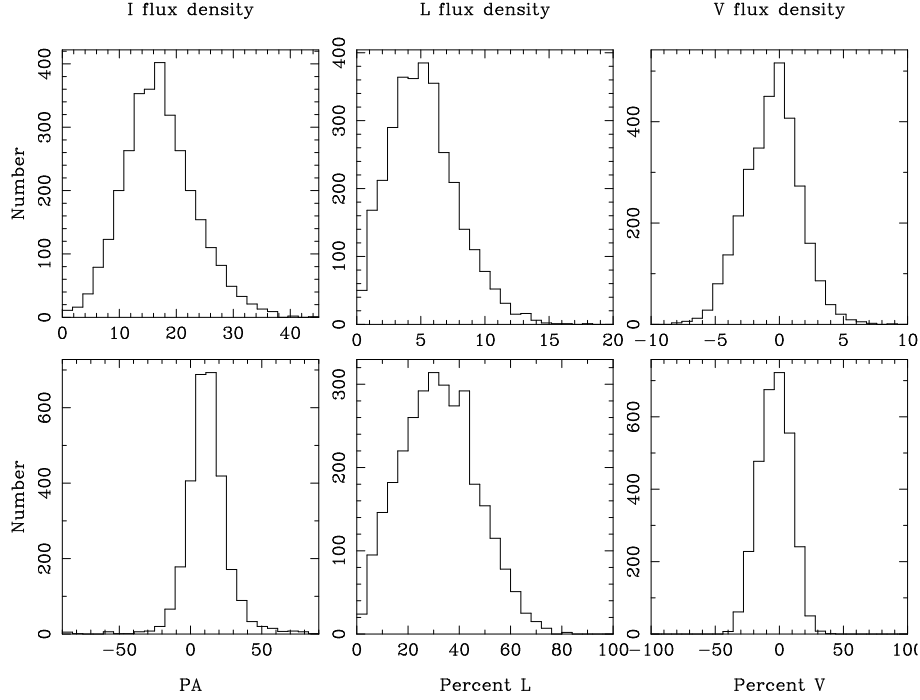 I flux density
L flux density
V flux density
Number
0 100 200 300 400
0 10 20 30 40
0 100 200 300 400
0 5 10 15 20
0 200 400
−10 −5 0 5 10
Number
0 200 400 600
−50 0 50
PA
0 100 200 300
0 20 40 60 80 100
Percent L
0 200 400 600
−100 −50 0 50 100
Percent V